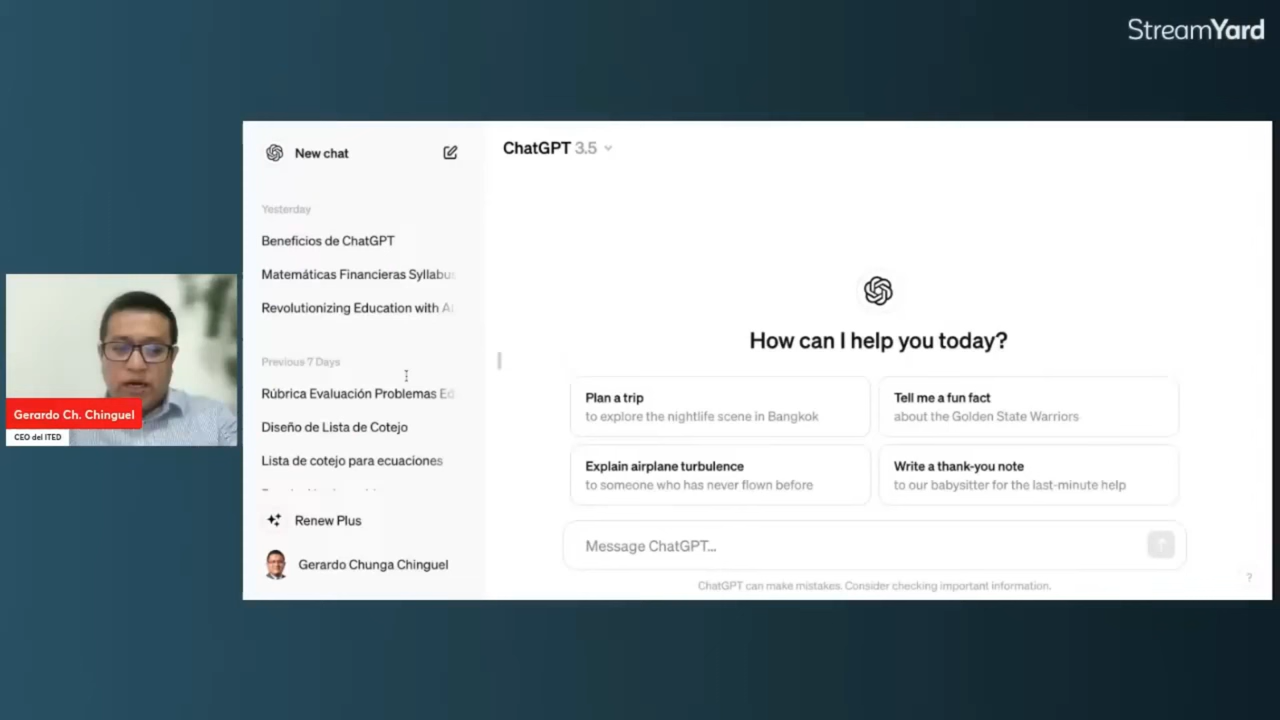 StreamYard
New chat
ChatGPT 3.5
Yesterday
Beneficios de ChatGPT
Matemáticas Financieras Syllabu
Revolutionizing Education with A
Previous 7 Days
Rúbrica Evaluación Problemas Ed
Diseño de Lista de Cotejo
Lista de cotejo para ecuaciones
Renew Plus
Gerardo Chunga Chinguel
How can I help you today?
Plan a trip
to explore the nightlife scene in Bangkok
Tell me a fun fact
about the Golden State Warriors
Explain airplane turbulence
to someone who has never flown before
Write a thank-you note
to our babysitter for the last-minute help
Message ChatGPT...
ChatGPT can make mistakes. Consider checking important information.
?
Gerardo Ch. Chinguel
CEO del ITED